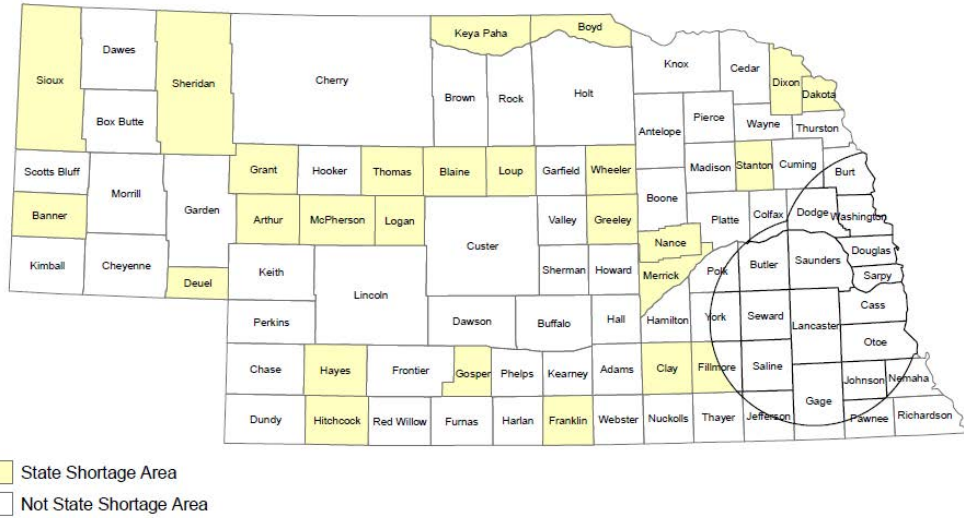 Keya Paha
Boyd
Dawes
Sioux
Sheridan
Cherry
Knox
Cedar
Dixon
Dakota
Brown
Rock
Holt
Box Butte
Antelope
Pierce
Wayne
Thurston
Scotts Bluff
Morrill
Garden
Grant
Hooker
Thomas
Blaine
Loup
Garfield
Wheeler
Madison
Stanton
Cuming
Burt
Banner
Arthur
McPherson
Logan
Custer
Valley
Greeley
Boone
Platte
Colfax
Dodge
Washington
Nance
Kimball
Cheyenne
Deuel
Keith
Lincoln
Sherman
Howard
Merrick
Polk
Butler
Saunders
Douglas
Sarpy
Perkins
Dawson
Buffalo
Hall
Hamilton
York
Seward
Lancaster
Cass
Otoe
Chase
Hayes
Frontier
Gosper
Phelps
Kearney
Adams
Clay
Fillmore
Saline
Gage
Johnson
Nemaha
Dundy
Hitchcock
Red Willow
Furnas
Harlan
Franklin
Webster
Nuckolls
Thayer
Jefferson
Pawnee
Richardson
State Shortage Area
Not State Shortage Area